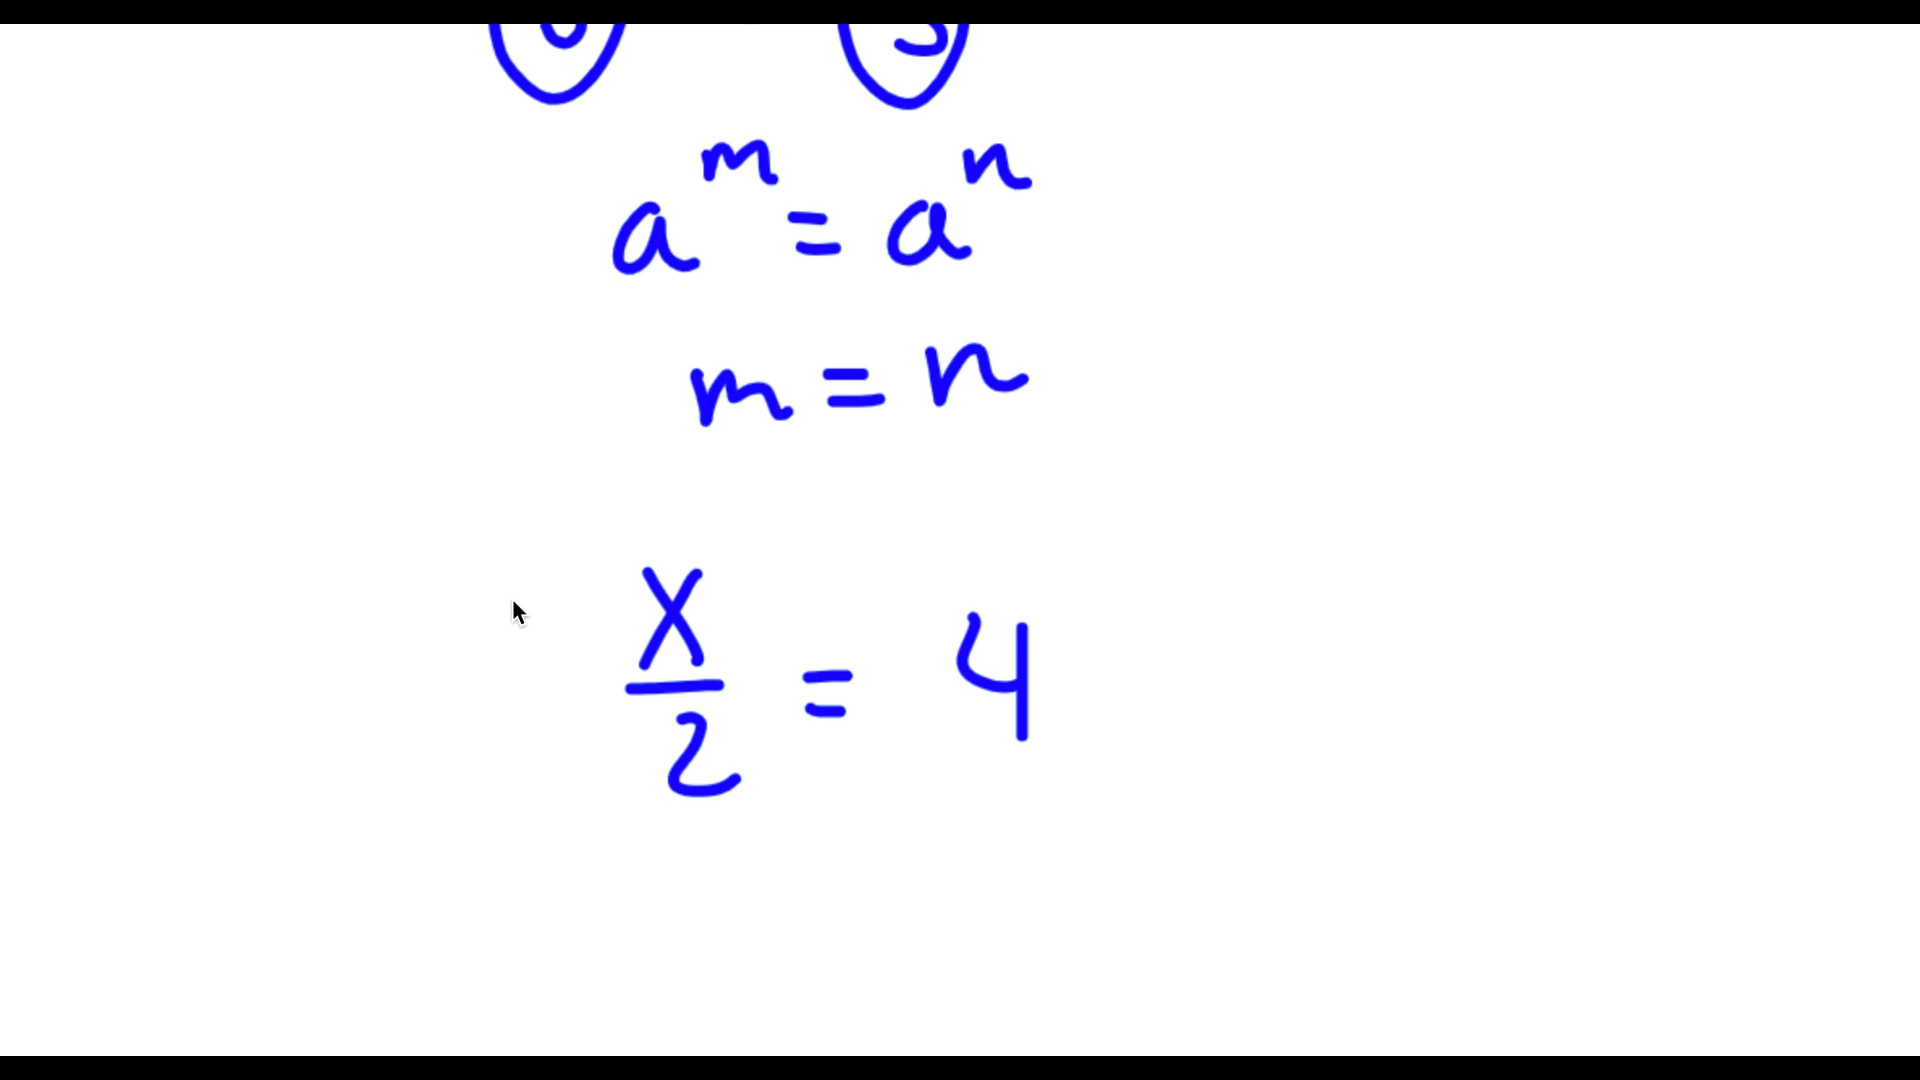 a^m = a^n
m = n
x/2 = 4